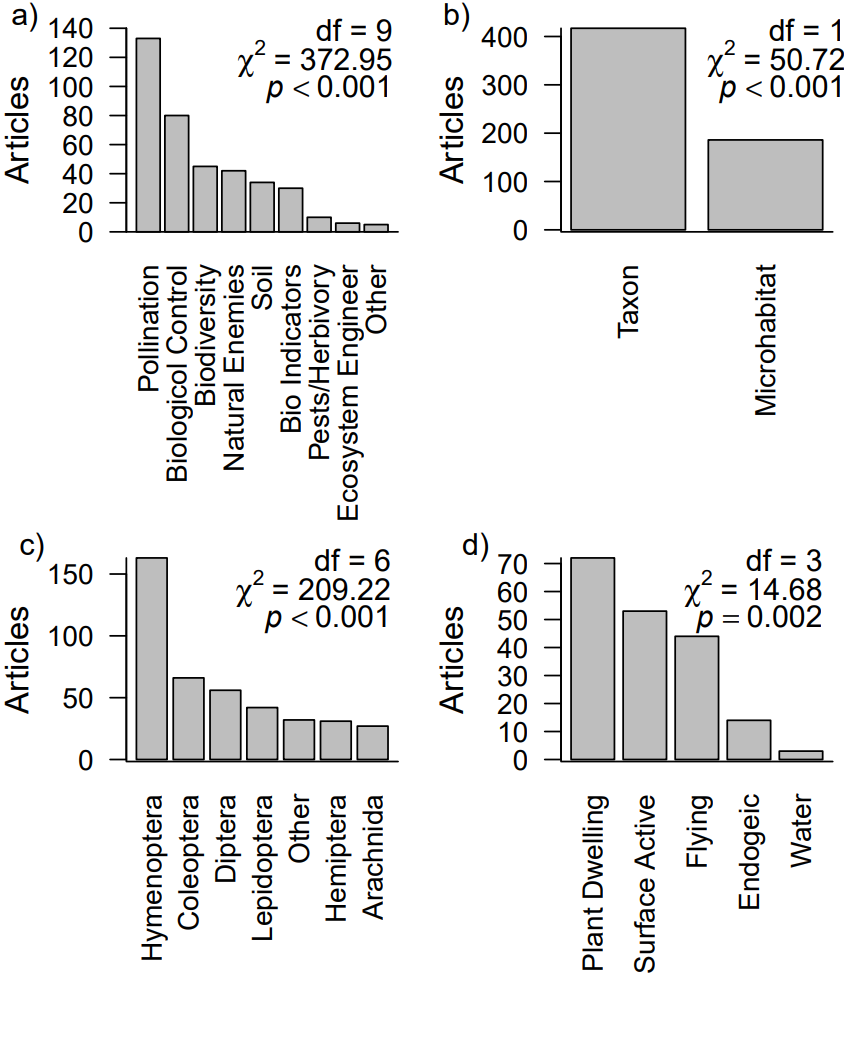 a)
df = 9
χ² = 372.95
p < 0.001
Articles
140
120
100
80
60
40
20
0
Pollination
Biologicol Control
Biodiversity
Natural Enemies
Soil
Bio Indicators
Pests/Herbivory
Ecosystem Engineer
Other
b)
df = 1
χ² = 50.72
p < 0.001
Articles
400
300
200
100
0
Taxon
Microhabitat
c)
df = 6
χ² = 209.22
p < 0.001
Articles
150
100
50
0
Hymenoptera
Coleoptera
Diptera
Lepidoptera
Other
Hemiptera
Arachnida
d)
df = 3
χ² = 14.68
p = 0.002
Articles
70
60
50
40
30
20
10
0
Plant Dwelling
Surface Active
Flying
Endogeic
Water